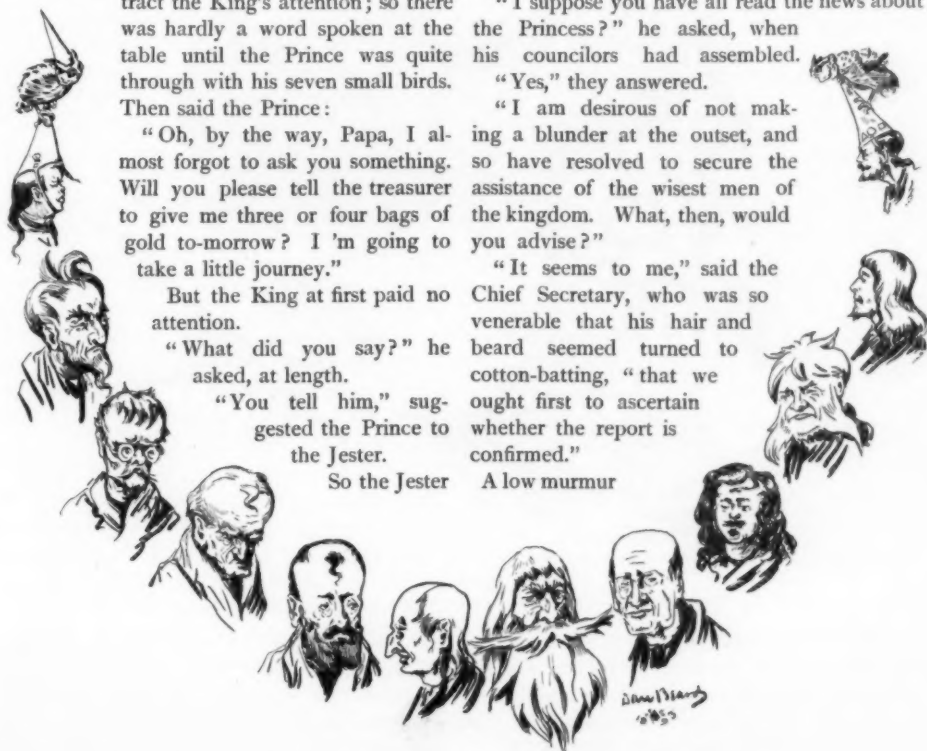 tract the King's attention; so there
was hardly a word spoken at the
table until the Prince was quite
through with his seven small birds.
Then said the Prince:
"Oh, by the way, Papa, I al-
most forgot to ask you something.
Will you please tell the treasurer
to give me three or four bags of
gold to-morrow? I 'm going to
take a little journey."
But the King at first paid no
attention.
"What did you say?" he
asked, at length.
"You tell him," sug-
gested the Prince to
the Jester.
So the Jester
"I suppose you have all read the news about
the Princess?" he asked, when
his councilors had assembled.
"Yes," they answered.
"I am desirous of not mak-
ing a blunder at the outset, and
so have resolved to secure the
assistance of the wisest men of
the kingdom. What, then, would
you advise?"
"It seems to me," said the
Chief Secretary, who was so
venerable that his hair and
beard seemed turned to
cotton-batting, "that we
ought first to ascertain
whether the report is
confirmed."
A low murmur